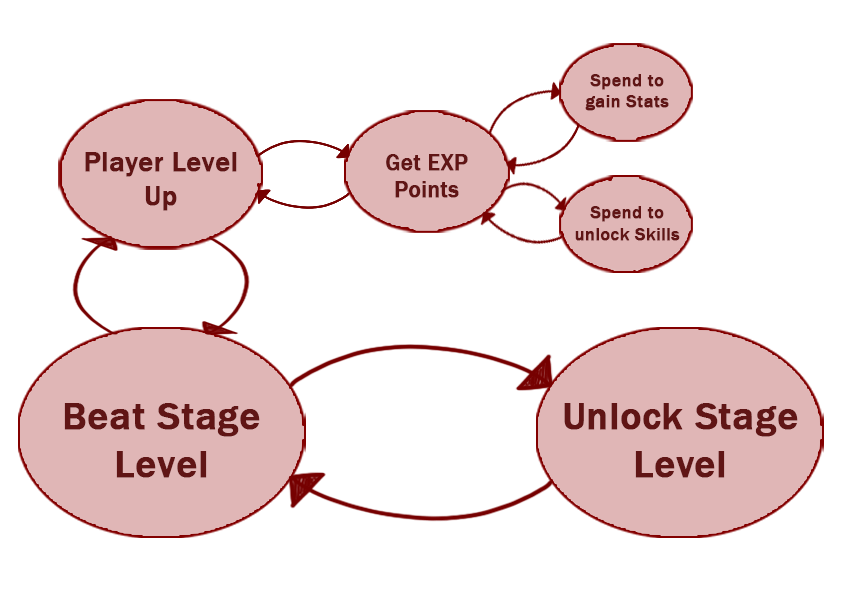 Spend to
gain Stats
Player Level
Up
Get EXP
Points
Spend to
unlock Skills
Beat Stage
Level
Unlock Stage
Level